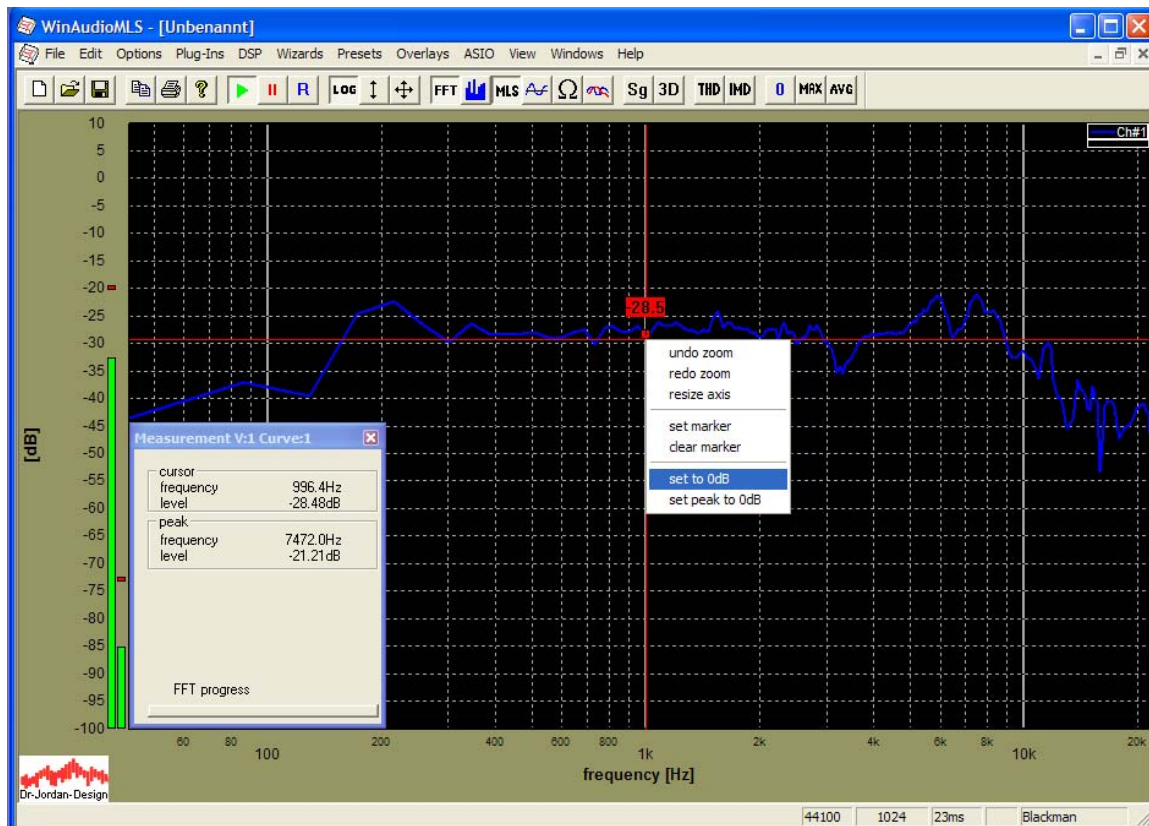 WinAudioMLS - [Unbenannt]
File Edit Options Plug-Ins DSP Wizards Presets Overlays ASIO View Windows Help
R LOG FFT MLS Ω Sg 3D THD IMD 0 MAX AVG
Ch#1
10
5
0
-5
-10
-15
-20
-25
-30
-35
-40
-45
-50
-55
-60
-65
-70
-75
-80
-85
-90
-95
-100
[dB]
-28.5
undo zoom
redo zoom
resize axis
set marker
clear marker
set to 0dB
set peak to 0dB
Measurement V:1 Curve:1
cursor
frequency 996.4Hz
level -28.48dB
peak
frequency 7472.0Hz
level -21.21dB
FFT progress
60 80 100 200 400 600 800 1k 2k 4k 6k 8k 10k 20k
frequency [Hz]
Dr-Jordan-Design
44100 1024 23ms Blackman